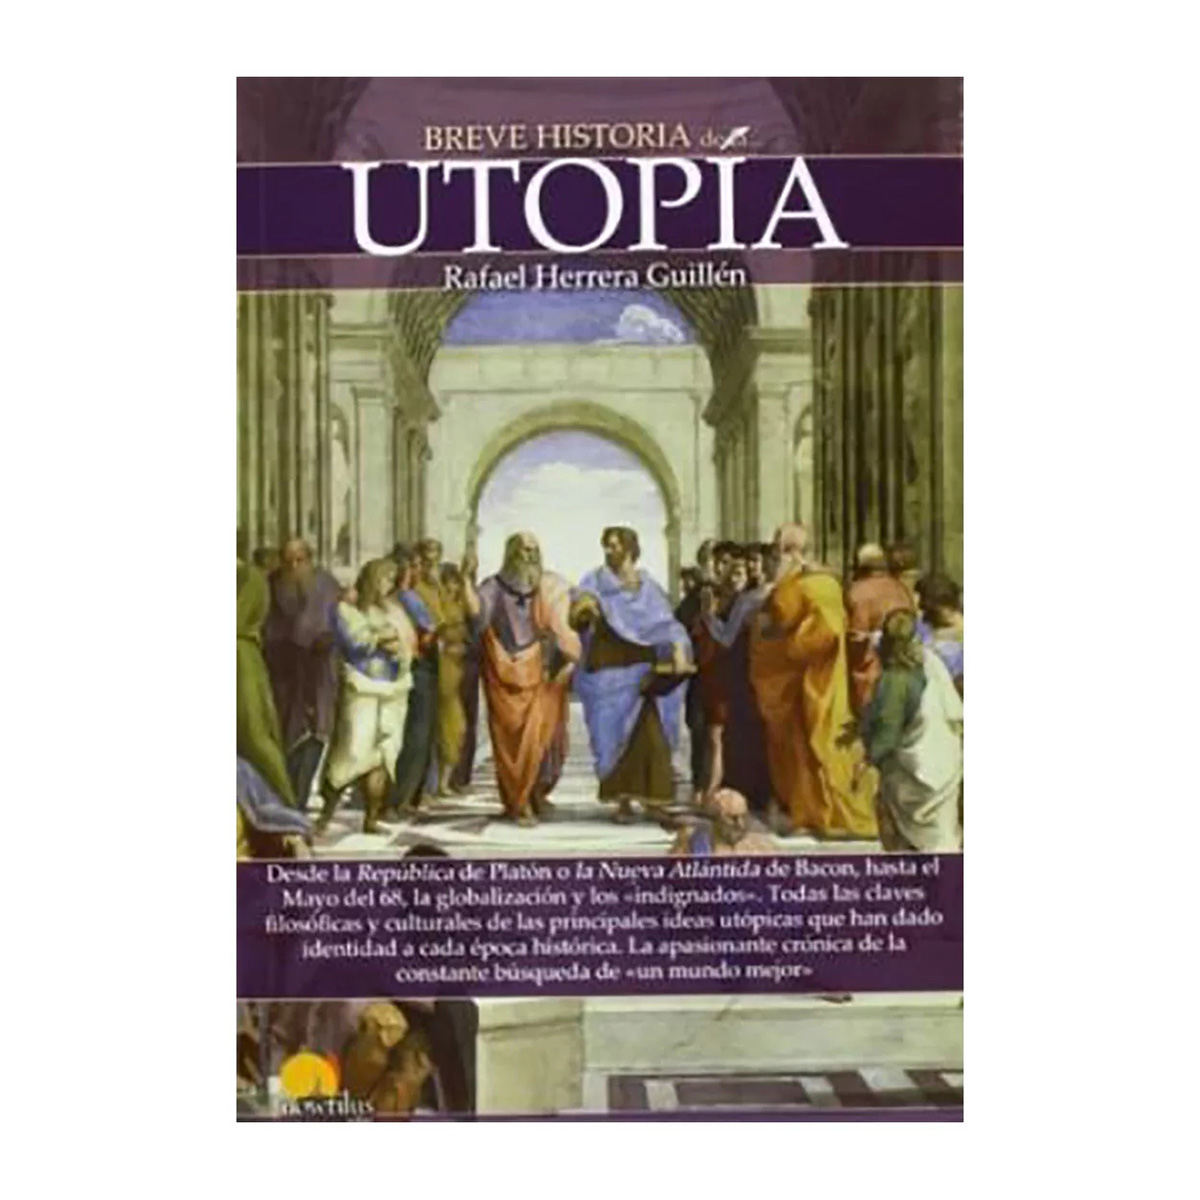 BREVE HISTORIA de la...
UTOPÍA
Rafael Herrera Guillén
Desde la República de Platón o la Nueva Atlántida de Bacon, hasta el
Mayo del 68, la globalización y los «indignados». Todas las claves
filosóficas y culturales de las principales ideas utópicas que han dado
identidad a cada época histórica. La apasionante crónica de la
constante búsqueda de «un mundo mejor»
nowtilus